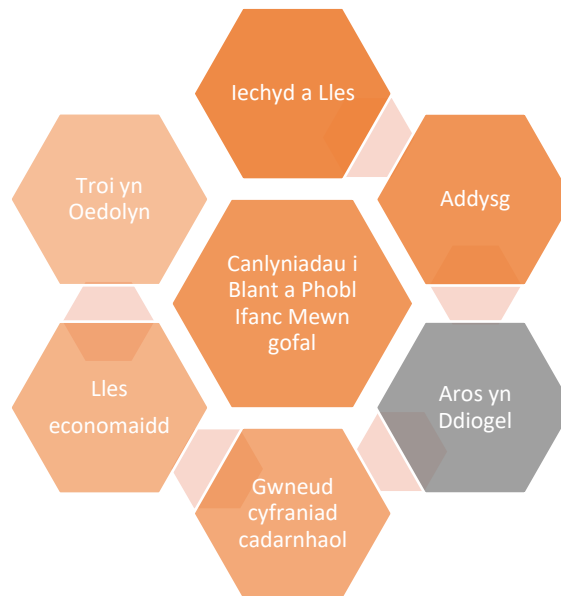 Iechyd a Lles
Addysg
Troi yn
Oedolyn
Canlyniadau i
Blant a Phobl
Ifanc Mewn
gofal
Aros yn
Ddiogel
Lles
economaidd
Gwneud
cyfraniad
cadarnhaol